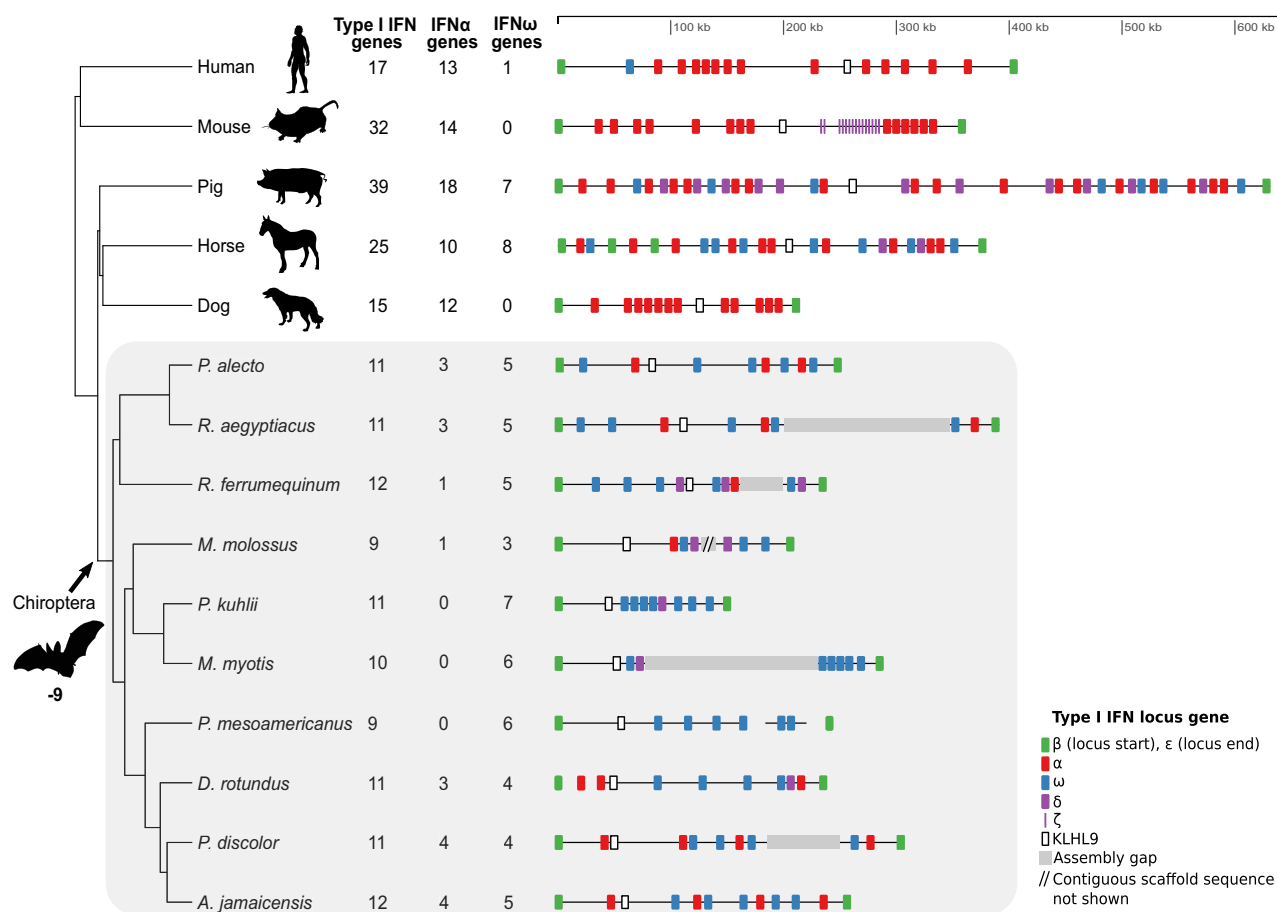 Type I IFN genes IFNα genes IFNω genes
100 kb 200 kb 300 kb 400 kb 500 kb 600 kb
Human 17 13 1
Mouse 32 14 0
Pig 39 18 7
Horse 25 10 8
Dog 15 12 0
P. alecto 11 3 5
R. aegyptiacus 11 3 5
R. ferrumequinum 12 1 5
M. molossus 9 1 3
Chiroptera
P. kuhlii 11 0 7
M. myotis 10 0 6
-9
P. mesoamericanus 9 0 6
D. rotundus 11 3 4
P. discolor 11 4 4
A. jamaicensis 12 4 5
Type I IFN locus gene
β (locus start), ε (locus end)
α
ω
δ
ζ
KLHL9
Assembly gap
// Contiguous scaffold sequence
not shown